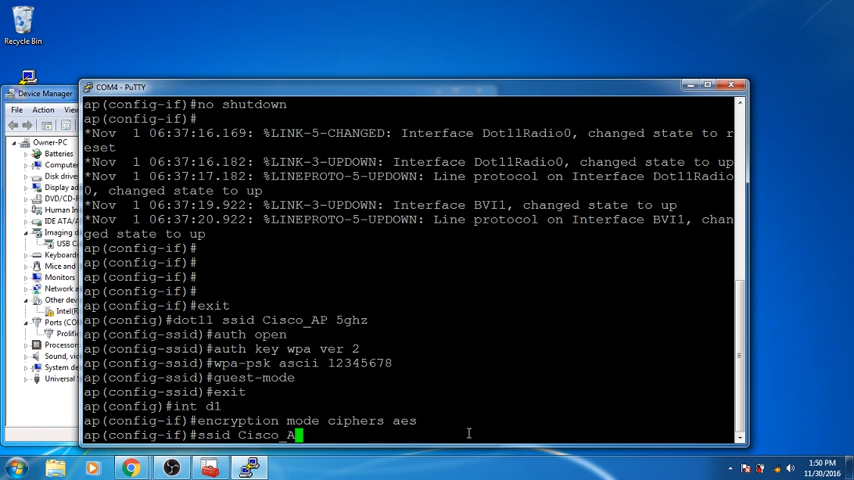 Recycle Bin
Device Manager
File Action Vie
Owner-PC
Batteries
Compute
Disk drive
Display ad
DVD/CD-
Human In
IDE ATA/A
Imaging d
USB C
Keyboard
Mice and
Monitors
Other dev
Intel(R
Ports (CO
Prolific
Processo
Sound, vi
System d
Universal
COM4 - PuTTY
ap(config-if)#no shutdown
ap(config-if)#
*Nov  1 06:37:16.169: %LINK-5-CHANGED: Interface Dot11Radio0, changed state to r
eset
*Nov  1 06:37:16.182: %LINK-3-UPDOWN: Interface Dot11Radio0, changed state to up
*Nov  1 06:37:17.182: %LINEPROTO-5-UPDOWN: Line protocol on Interface Dot11Radio
0, changed state to up
*Nov  1 06:37:19.922: %LINK-3-UPDOWN: Interface BVI1, changed state to up
*Nov  1 06:37:20.922: %LINEPROTO-5-UPDOWN: Line protocol on Interface BVI1, chan
ged state to up
ap(config-if)#
ap(config-if)#
ap(config-if)#
ap(config-if)#
ap(config-if)#exit
ap(config)#dot11 ssid Cisco_AP 5ghz
ap(config-ssid)#auth open
ap(config-ssid)#auth key wpa ver 2
ap(config-ssid)#wpa-psk ascii 12345678
ap(config-ssid)#guest-mode
ap(config-ssid)#exit
ap(config)#int d1
ap(config-if)#encryption mode ciphers aes
ap(config-if)#ssid Cisco_A
1:50 PM
11/30/2016